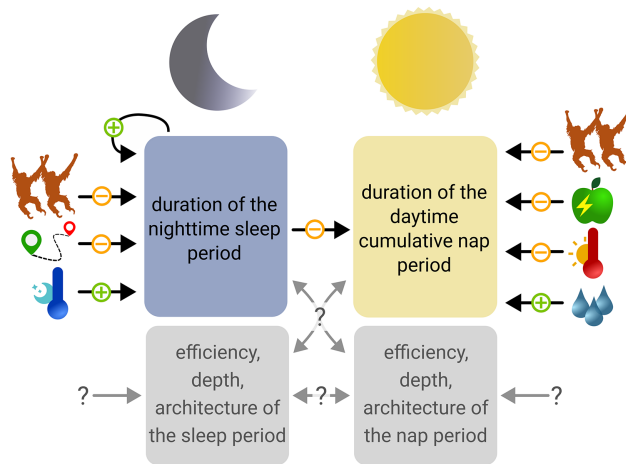 duration of the
nighttime sleep
period
duration of the
daytime
cumulative nap
period
?
efficiency,
depth,
architecture of
the sleep period
efficiency,
depth,
architecture of
the nap period
?
?
?